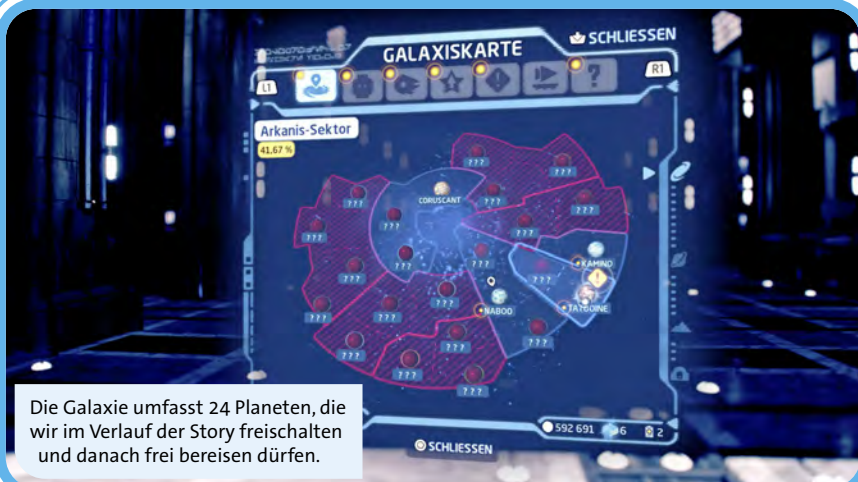 GALAXISKARTE
SCHLIESSEN
L1
R1
?
Arkanis-Sektor
41,67 %
???
???
???
CORUSCANT
???
???
???
???
???
???
???
KAMINO
???
???
???
???
NABOO
TATOOINE
???
???
???
???
???
???
Die Galaxie umfasst 24 Planeten, die
wir im Verlauf der Story freischalten
und danach frei bereisen dürfen.
592 691
6
2
SCHLIESSEN